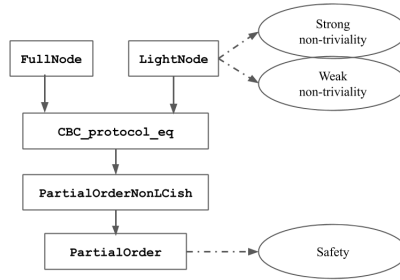 Strong
non-triviality
FullNode
LightNode
Weak
non-triviality
CBC_protocol_eq
PartialOrderNonLCish
PartialOrder
Safety